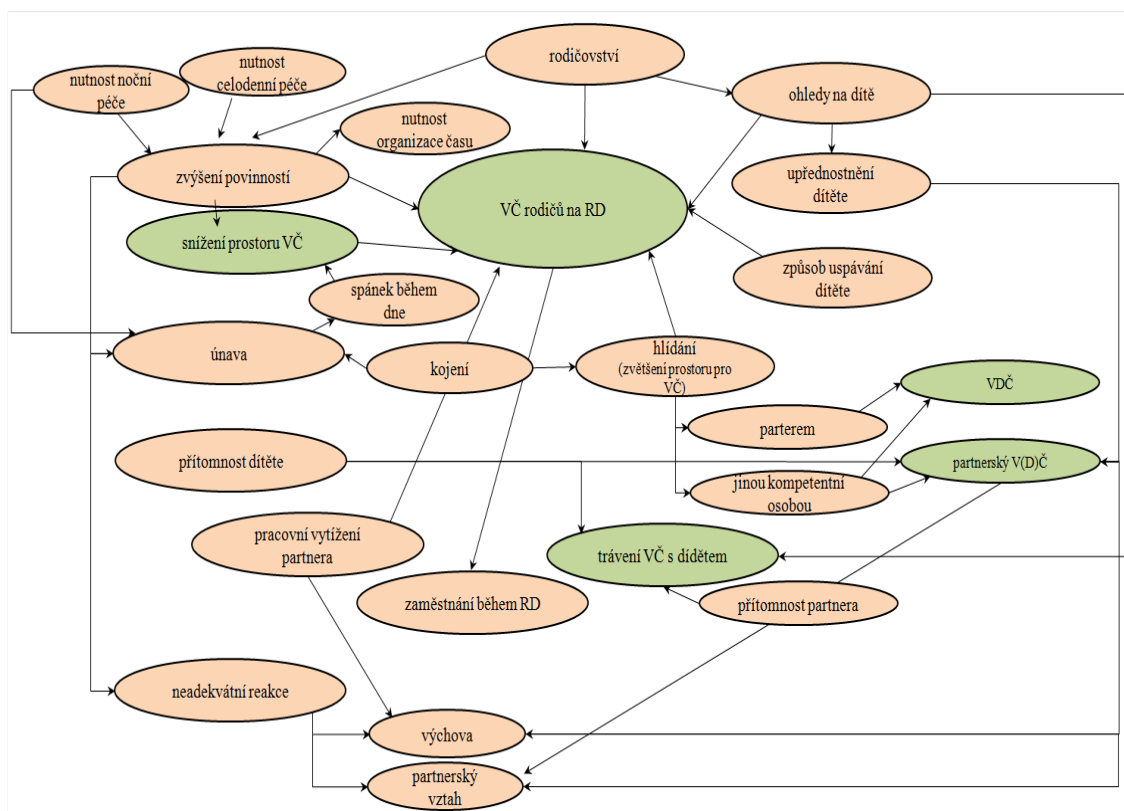 nutnost
celodenní péče
rodičovství
nutnost noční
péče
ohledy na dítě
nutnost
organizace času
zvýšení povinností
upřednostnění
dítěte
VČ rodičů na RD
snížení prostoru VČ
způsob uspávání
dítěte
spánek během
dne
únava
kojení
hlídání
(zvětšení prostoru pro
VČ)
VDČ
parterem
přítomnost dítěte
partnerský V(D)Č
jinou kompetentní
osobou
pracovní vytížení
partnera
trávení VČ s dídětem
zaměstnání během RD
přítomnost partnera
neadekvátní reakce
výchova
partnerský
vztah